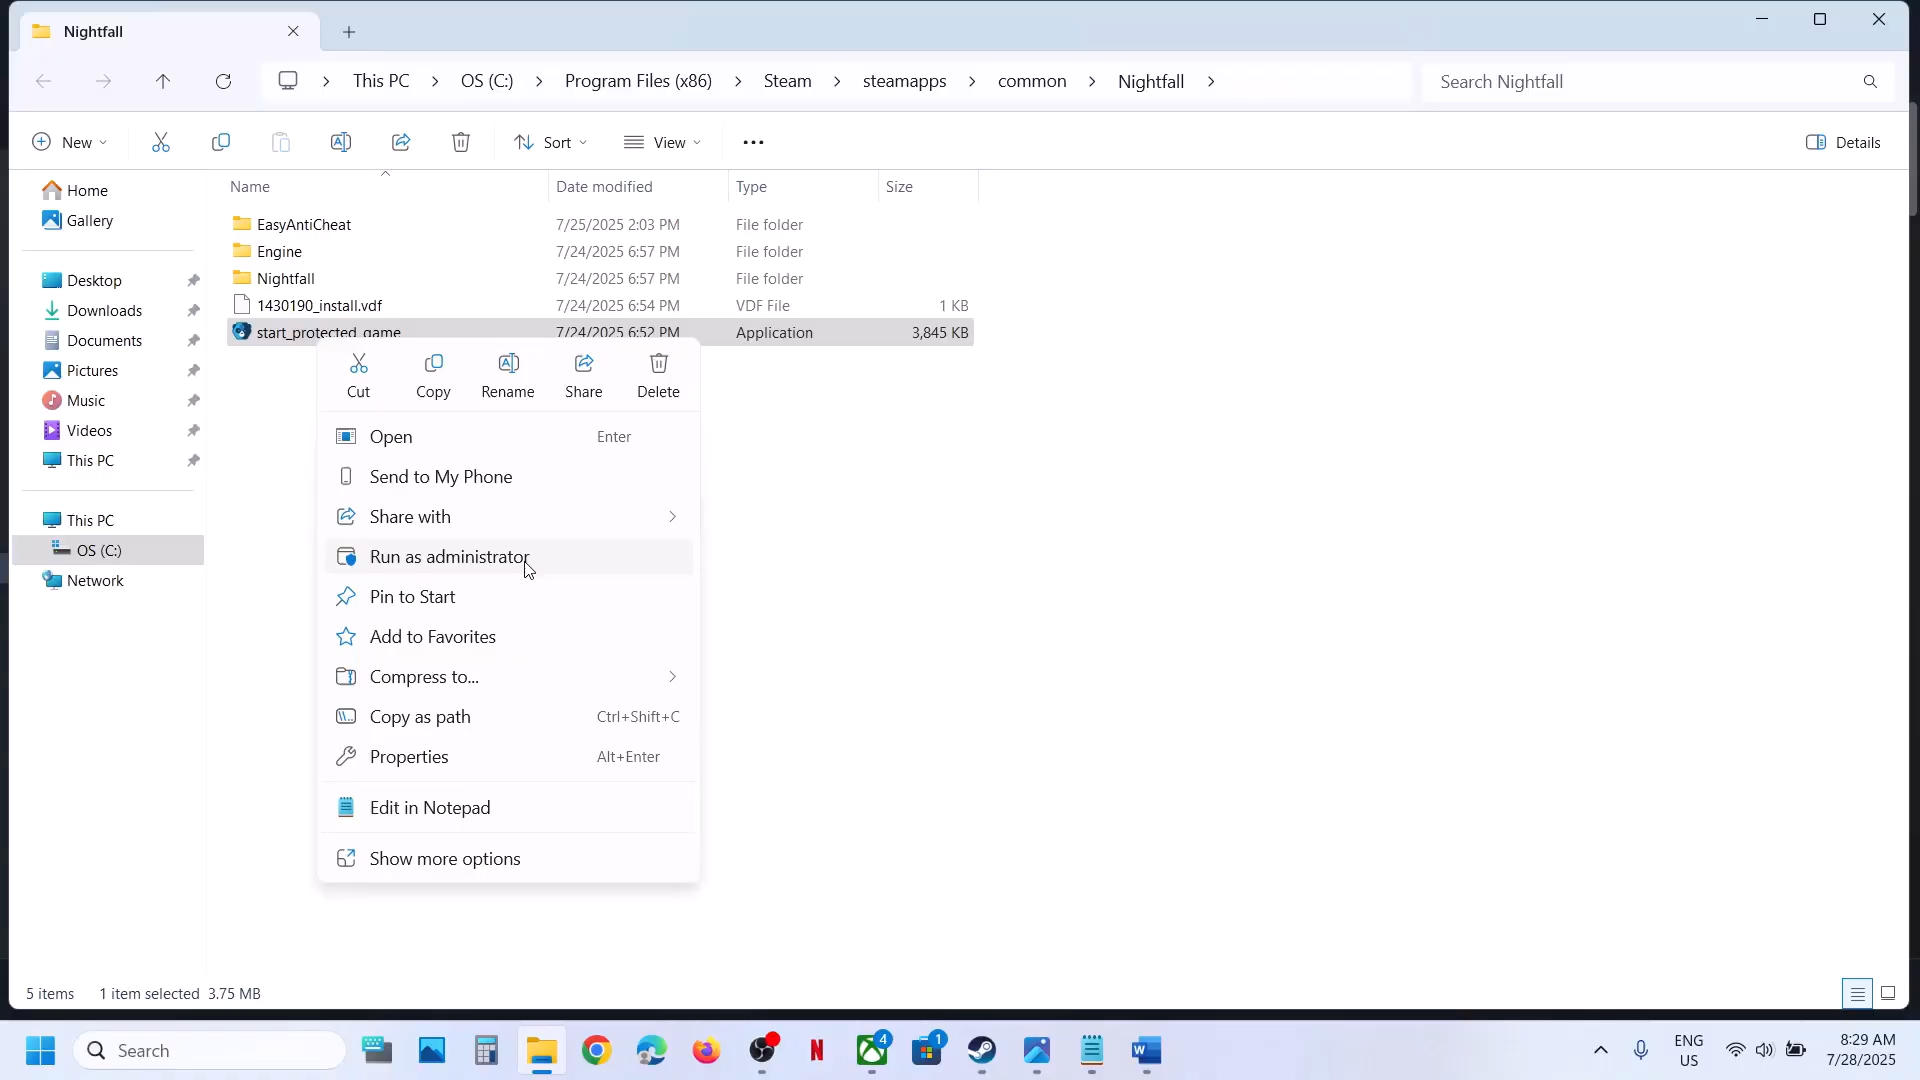 Nightfall
This PC
OS (C:)
Program Files (x86)
Steam
steamapps
common
Nightfall
Search Nightfall
New
Sort
View
Details
Name
Date modified
Type
Size
EasyAntiCheat 7/25/2025 2:03 PM File folder
Engine 7/24/2025 6:57 PM File folder
Nightfall 7/24/2025 6:57 PM File folder
1430190_install.vdf 7/24/2025 6:54 PM VDF File 1 KB
start_protected_game 7/24/2025 6:52 PM Application 3,845 KB
Home
Gallery
Desktop
Downloads
Documents
Pictures
Music
Videos
This PC
This PC
OS (C:)
Network
Cut
Copy
Rename
Share
Delete
Open Enter
Send to My Phone
Share with
Run as administrator
Pin to Start
Add to Favorites
Compress to...
Copy as path Ctrl+Shift+C
Properties Alt+Enter
Edit in Notepad
Show more options
5 items 1 item selected 3.75 MB
Search
4
1
ENG
US
8:29 AM
7/28/2025